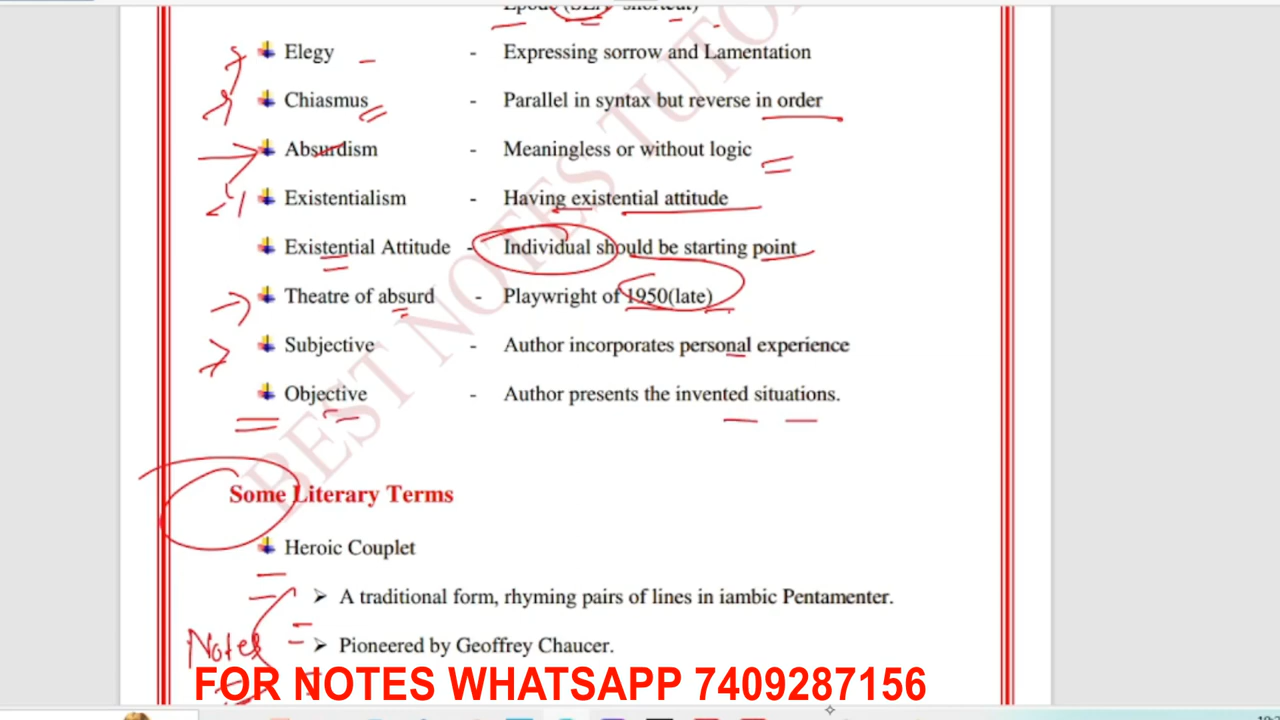 Elegy - Expressing sorrow and Lamentation
Chiasmus - Parallel in syntax but reverse in order
Absurdism - Meaningless or without logic
Existentialism - Having existential attitude
Existential Attitude - Individual should be starting point
Theatre of absurd - Playwright of 1950(late)
Subjective - Author incorporates personal experience
Objective - Author presents the invented situations.
BEST NOTES TUTOR
Some Literary Terms
Heroic Couplet
A traditional form, rhyming pairs of lines in iambic Pentamenter.
Notes
Pioneered by Geoffrey Chaucer.
FOR NOTES WHATSAPP 7409287156